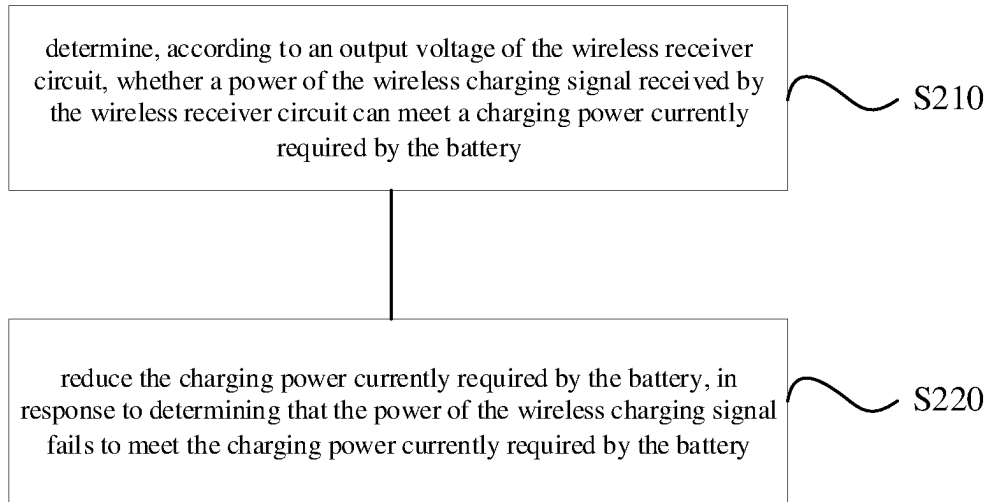 determine, according to an output voltage of the wireless receiver
circuit, whether a power of the wireless charging signal received by
the wireless receiver circuit can meet a charging power currently
required by the battery
S210
reduce the charging power currently required by the battery, in
response to determining that the power of the wireless charging signal
fails to meet the charging power currently required by the battery
S220